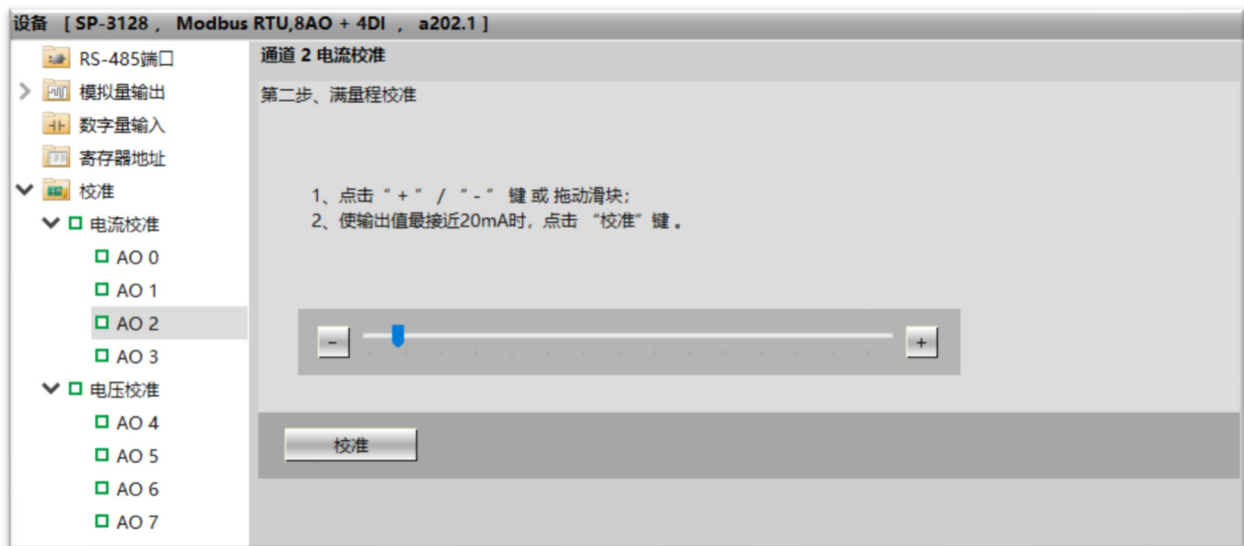 设备 [ SP-3128 , Modbus RTU,8AO + 4DI , a202.1 ]
RS-485端口
模拟量输出
数字量输入
寄存器地址
校准
电流校准
AO 0
AO 1
AO 2
AO 3
电压校准
AO 4
AO 5
AO 6
AO 7
通道 2 电流校准
第二步、满量程校准
1、点击 " + " / " - " 键 或 拖动滑块;
2、使输出值最接近20mA时, 点击 “校准” 键 。
-
+
校准